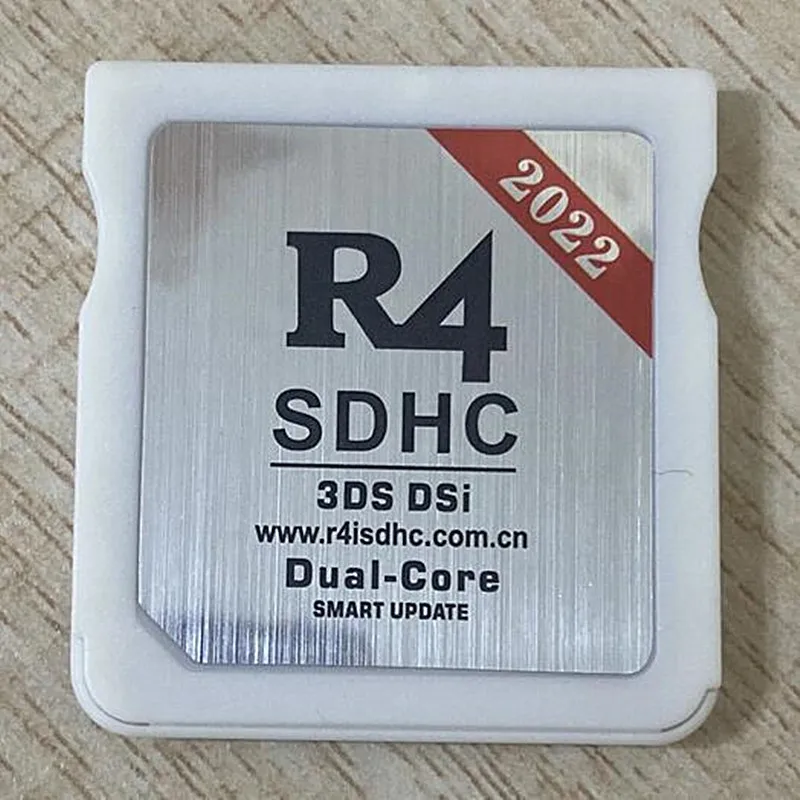 2022
R4
SDHC
3DS DSi
www.r4isdhc.com.cn
Dual-Core
SMART UPDATE